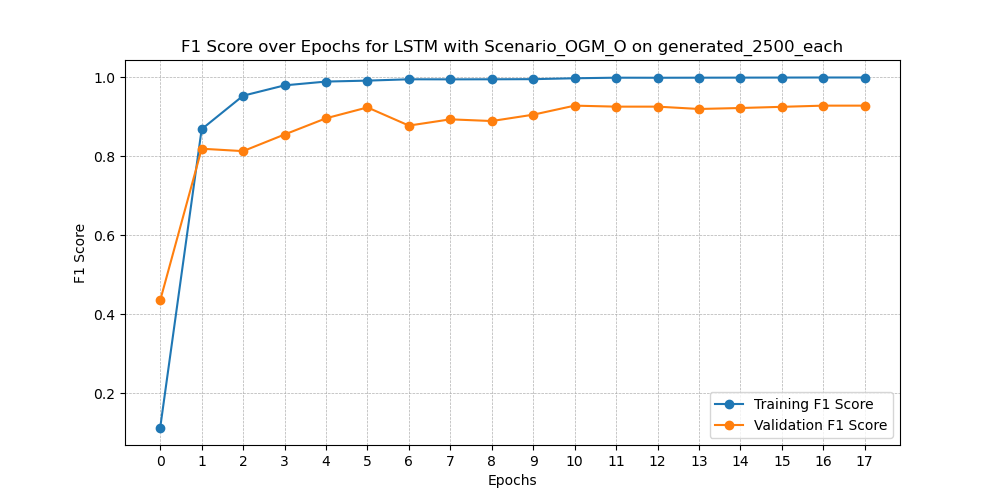 F1 Score over Epochs for LSTM with Scenario_OGM_O on generated_2500_each
1.0
0.8
0.6
0.4
0.2
F1 Score
0 1 2 3 4 5 6 7 8 9 10 11 12 13 14 15 16 17
Epochs
Training F1 Score
Validation F1 Score